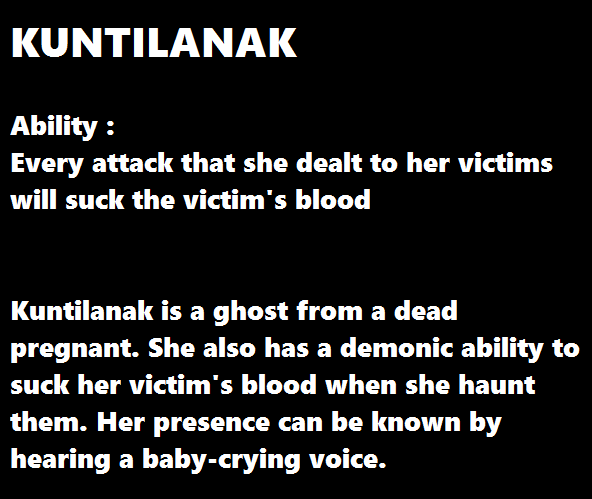 KUNTILANAK
Ability :
Every attack that she dealt to her victims
will suck the victim's blood
Kuntilanak is a ghost from a dead
pregnant. She also has a demonic ability to
suck her victim's blood when she haunt
them. Her presence can be known by
hearing a baby-crying voice.